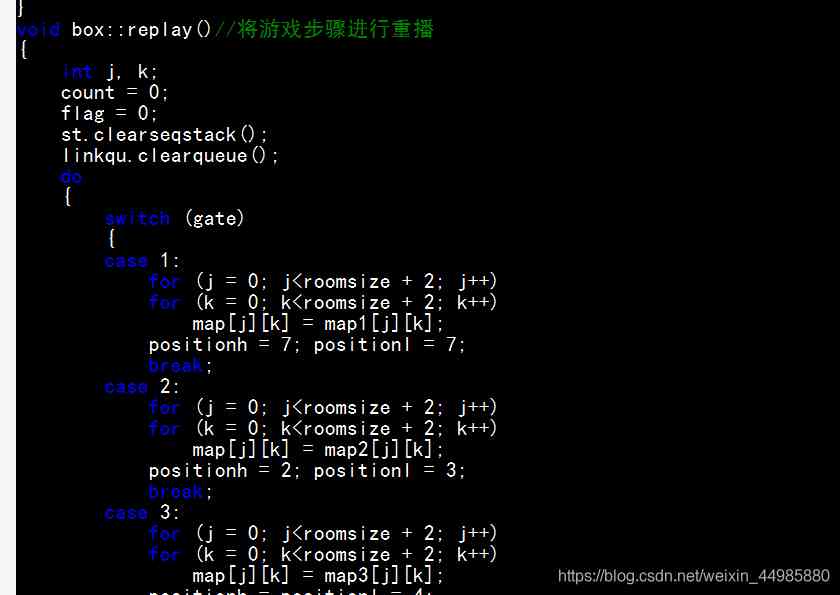 }
void box::replay()//将游戏步骤进行重播
{
    int j, k;
    count = 0;
    flag = 0;
    st.clearseqstack();
    linkqu.clearqueue();
    do
    {
        switch (gate)
        {
        case 1:
            for (j = 0; j<roomsize + 2; j++)
            for (k = 0; k<roomsize + 2; k++)
                map[j][k] = map1[j][k];
            positionh = 7; positionl = 7;
            break;
        case 2:
            for (j = 0; j<roomsize + 2; j++)
            for (k = 0; k<roomsize + 2; k++)
                map[j][k] = map2[j][k];
            positionh = 2; positionl = 3;
            break;
        case 3:
            for (j = 0; j<roomsize + 2; j++)
            for (k = 0; k<roomsize + 2; k++)
                map[j][k] = map3[j][k];
https://blog.csdn.net/weixin_44985880